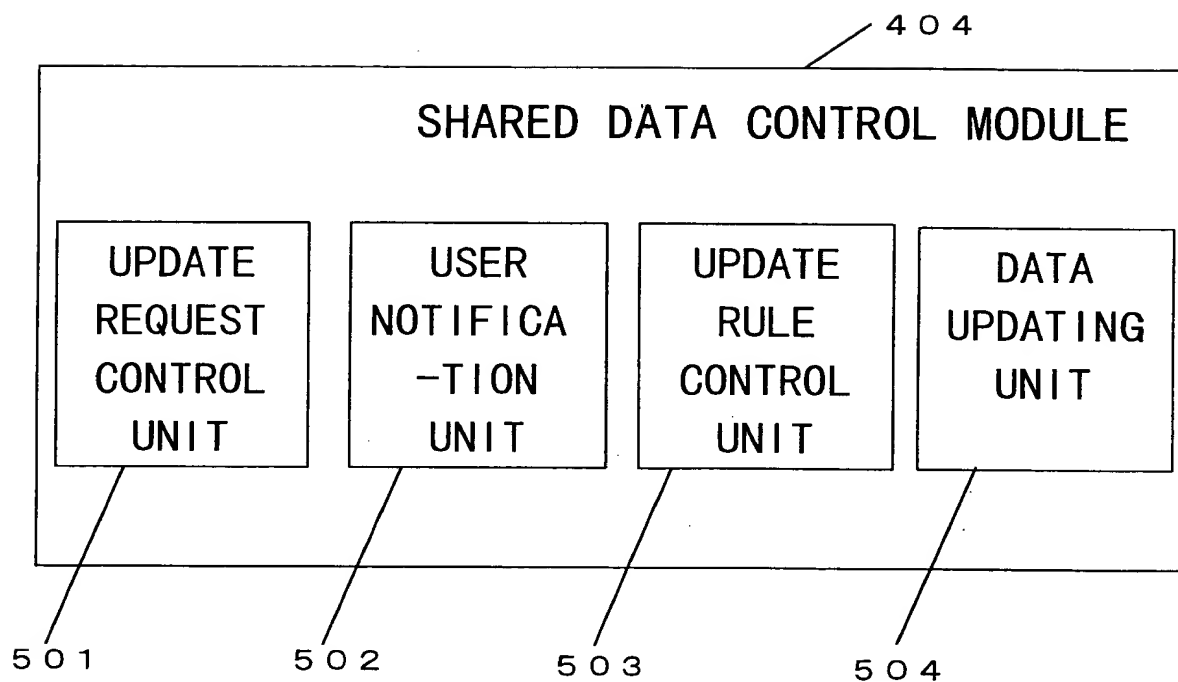 404
SHARED DATA CONTROL MODULE
UPDATE
REQUEST
CONTROL
UNIT
USER
NOTIFICA
-TION
UNIT
UPDATE
RULE
CONTROL
UNIT
DATA
UPDATING
UNIT
501
502
503
504